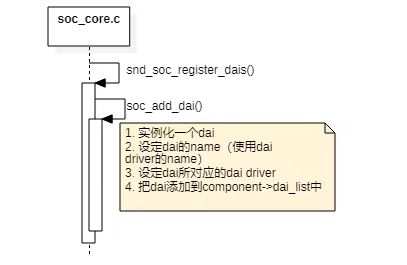 soc_core.c
snd_soc_register_dais()
soc_add_dai()
1. 实例化一个dai
2. 设定dai的name（使用dai
driver的name）
3. 设定dai所对应的dai driver
4. 把dai添加到component->dai_list中